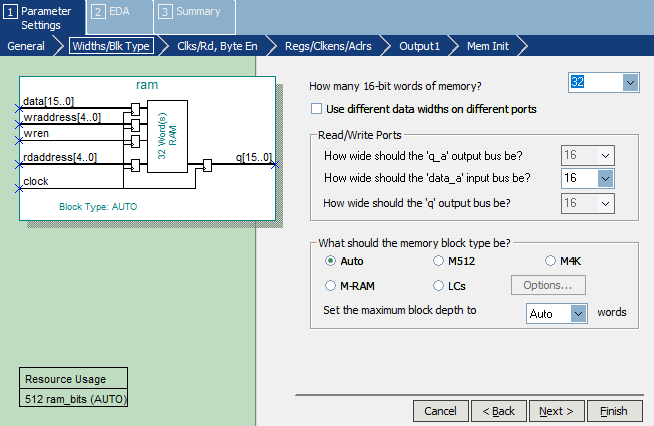 1 Parameter Settings
2 EDA
3 Summary
General
Widths/Blk Type
Clks/Rd, Byte En
Regs/Clkens/Aclrs
Output1
Mem Init
ram
data[15..0]
wraddress[4..0]
wren
rdaddress[4..0]
clock
32 Word(s)
RAM
q[15..0]
Block Type: AUTO
Resource Usage
512 ram_bits (AUTO)
How many 16-bit words of memory? 32
Use different data widths on different ports
Read/Write Ports
How wide should the 'q_a' output bus be? 16
How wide should the 'data_a' input bus be? 16
How wide should the 'q' output bus be? 16
What should the memory block type be?
Auto M512 M4K
M-RAM LCs Options...
Set the maximum block depth to Auto words
Cancel < Back Next > Finish